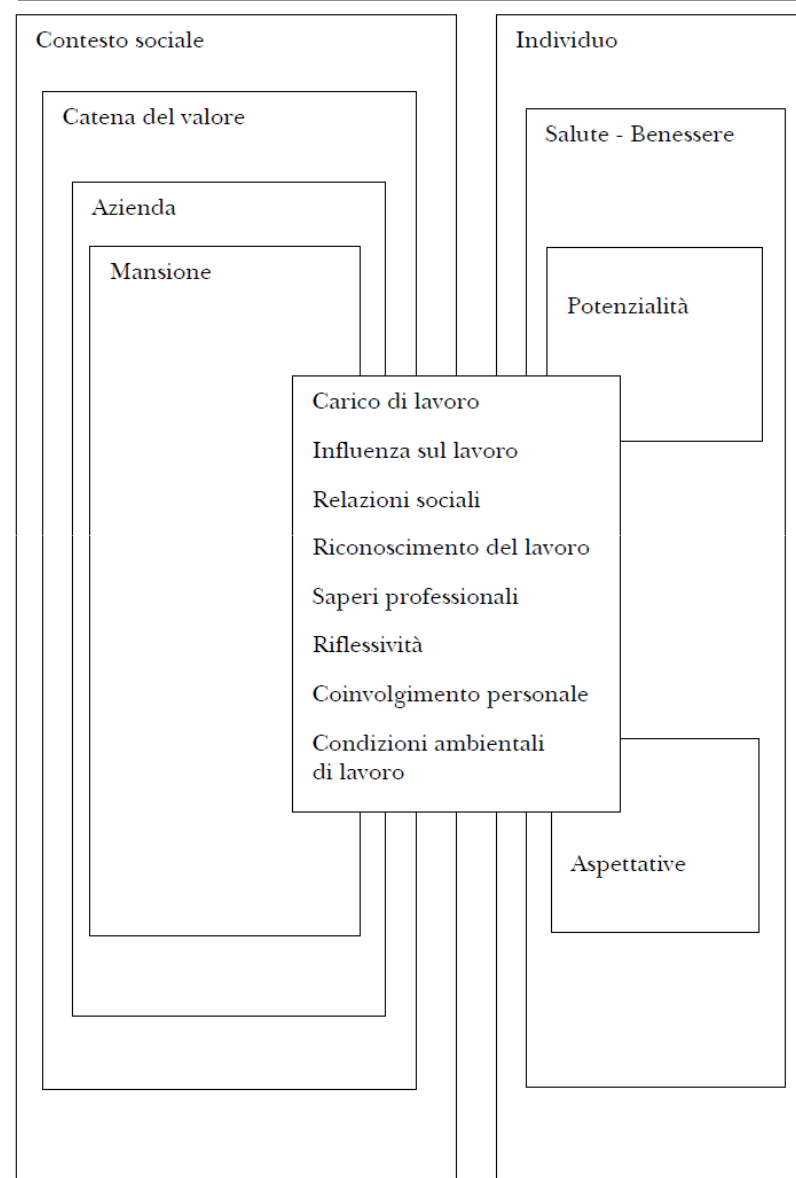 Contesto sociale
Catena del valore
Azienda
Mansione
Individuo
Salute - Benessere
Potenzialità
Carico di lavoro
Influenza sul lavoro
Relazioni sociali
Riconoscimento del lavoro
Saperi professionali
Riflessività
Coinvolgimento personale
Condizioni ambientali
di lavoro
Aspettative